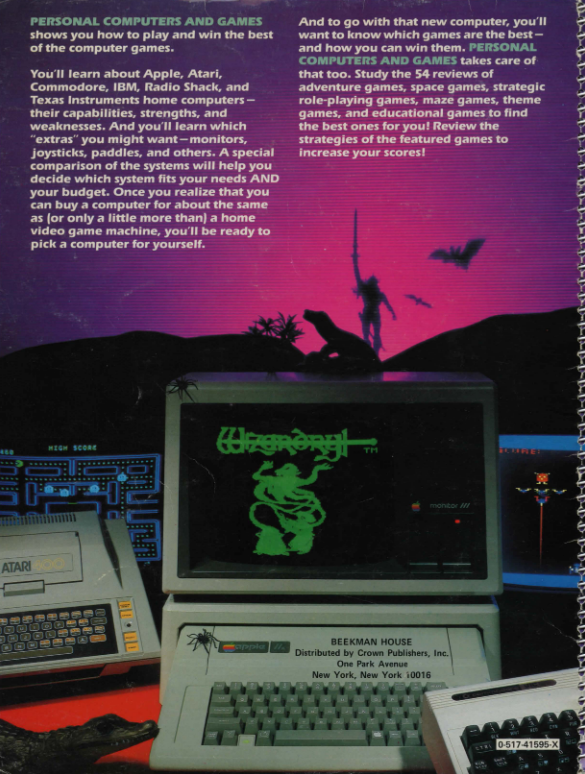 PERSONAL COMPUTERS AND GAMES
shows you how to play and win the best
of the computer games.
You'll learn about Apple, Atari,
Commodore, IBM, Radio Shack, and
Texas Instruments home computers—
their capabilities, strengths, and
weaknesses. And you'll learn which
"extras" you might want—monitors,
joysticks, paddles, and others. A special
comparison of the systems will help you
decide which system fits your needs AND
your budget. Once you realize that you
can buy a computer for about the same
as (or only a little more than) a home
video game machine, you'll be ready to
pick a computer for yourself.
And to go with that new computer, you'll
want to know which games are the best—
and how you can win them. PERSONAL
COMPUTERS AND GAMES takes care of
that too. Study the 54 reviews of
adventure games, space games, strategic
role-playing games, maze games, theme
games, and educational games to find
the best ones for you! Review the
strategies of the featured games to
increase your scores!
HIGH SCORE
Wizardry!
TM
monitor ///
ATARI
BEEKMAN HOUSE
Distributed by Crown Publishers, Inc.
One Park Avenue
New York, New York 10016
0-517-41595-X